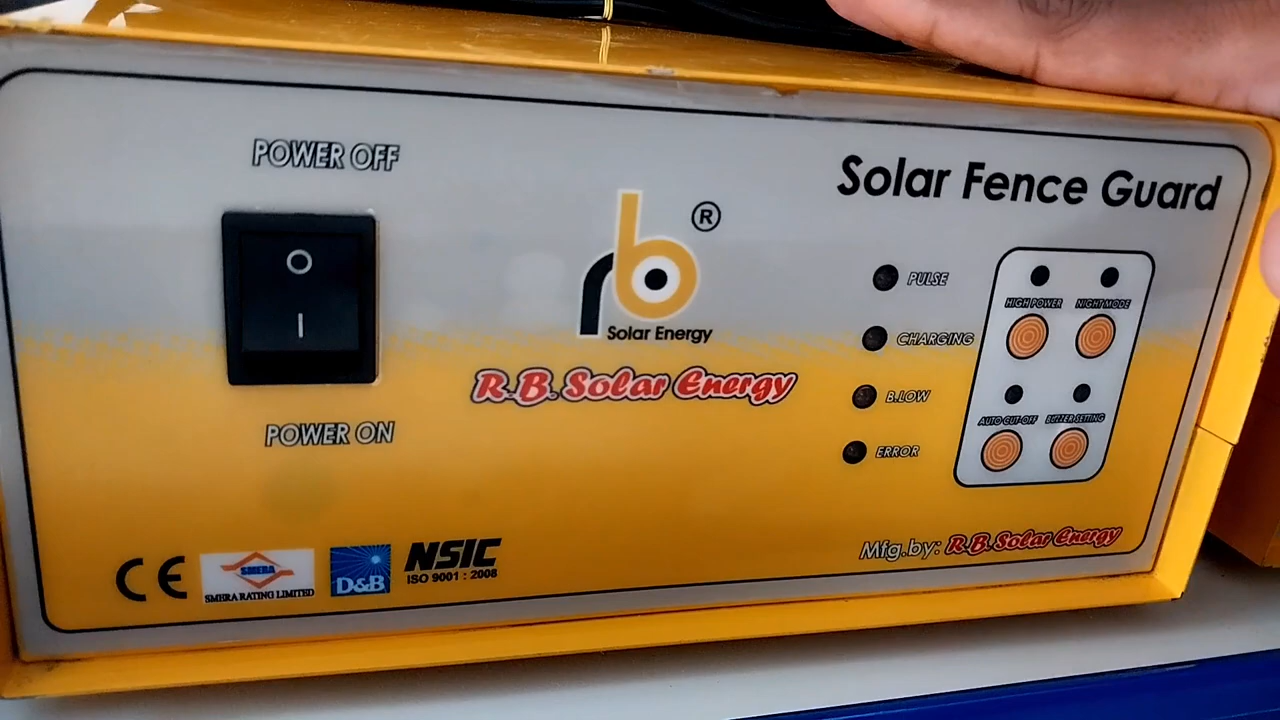 POWER OFF
O
I
POWER ON
rb ®
Solar Energy
R.B. Solar Energy
Solar Fence Guard
PULSE
CHARGING
B.LOW
ERROR
HIGH POWER
NIGHT MODE
AUTO CUT-OFF
BUZZER SETTING
CE
SMERA
SMERA RATING LIMITED
D&B
NSIC
ISO 9001 : 2008
Mfg.by: R.B. Solar Energy